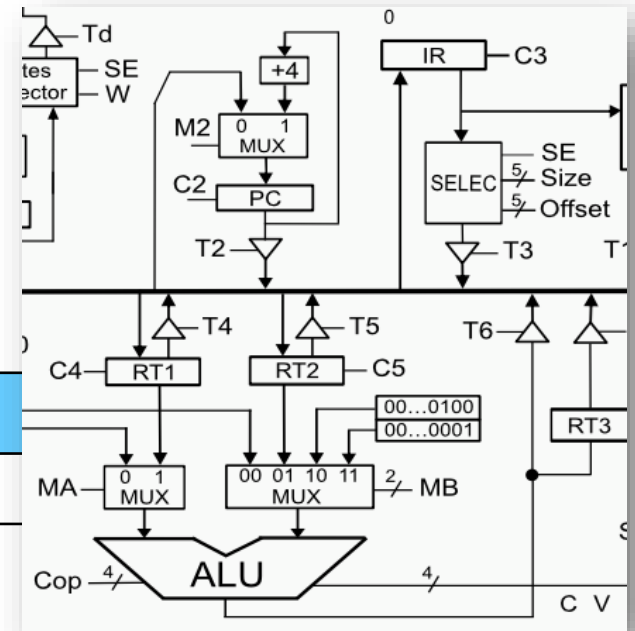 0
Td
IR
C3
+4
tes
ector
SE
W
M2
0 1
MUX
SE
5
Size
SELEC
C2
PC
5
Offset
T2
T3
T1
T4
T5
T6
C4
RT1
RT2
C5
00...0100
00...0001
RT3
0 1
MUX
MA
00 01 10 11
MUX
2
MB
ALU
Cop
4
4
C V